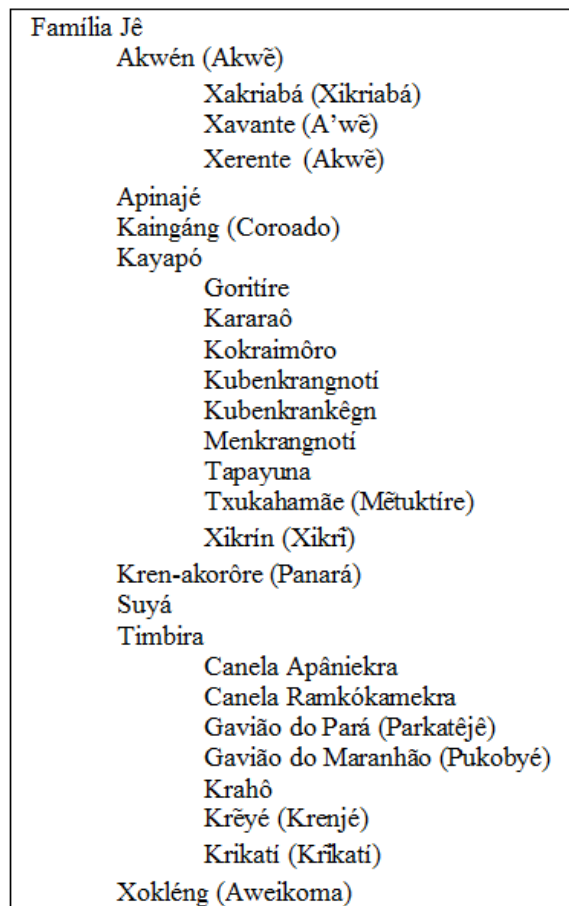 Família Jê
Akwén (Akwẽ)
Xakriabá (Xikriabá)
Xavante (A’wẽ)
Xerente (Akwẽ)
Apinajé
Kaingáng (Coroado)
Kayapó
Goritíre
Kararaô
Kokraimôro
Kubenkrangnotí
Kubenkrankêgn
Menkrangnotí
Tapayuna
Txukahamãe (Mẽtuktíre)
Xikrín (Xikrĩ)
Kren-akorôre (Panará)
Suyá
Timbira
Canela Apâniekra
Canela Ramkókamekra
Gavião do Pará (Parkatêjê)
Gavião do Maranhão (Pukobyé)
Krahô
Krẽyé (Krenjé)
Krikatí (Krĩkatí)
Xokléng (Aweikoma)